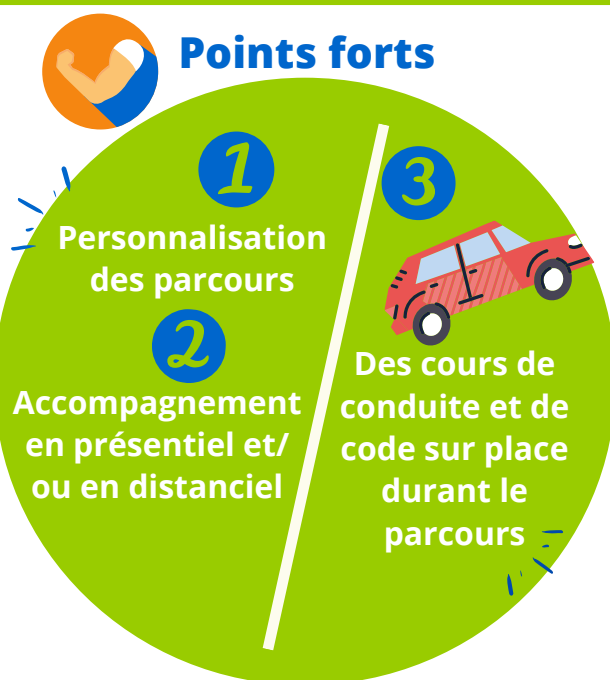 Points forts
1
Personnalisation
des parcours
2
Accompagnement
en présentiel et/
ou en distanciel
3
Des cours de
conduite et de
code sur place
durant le
parcours